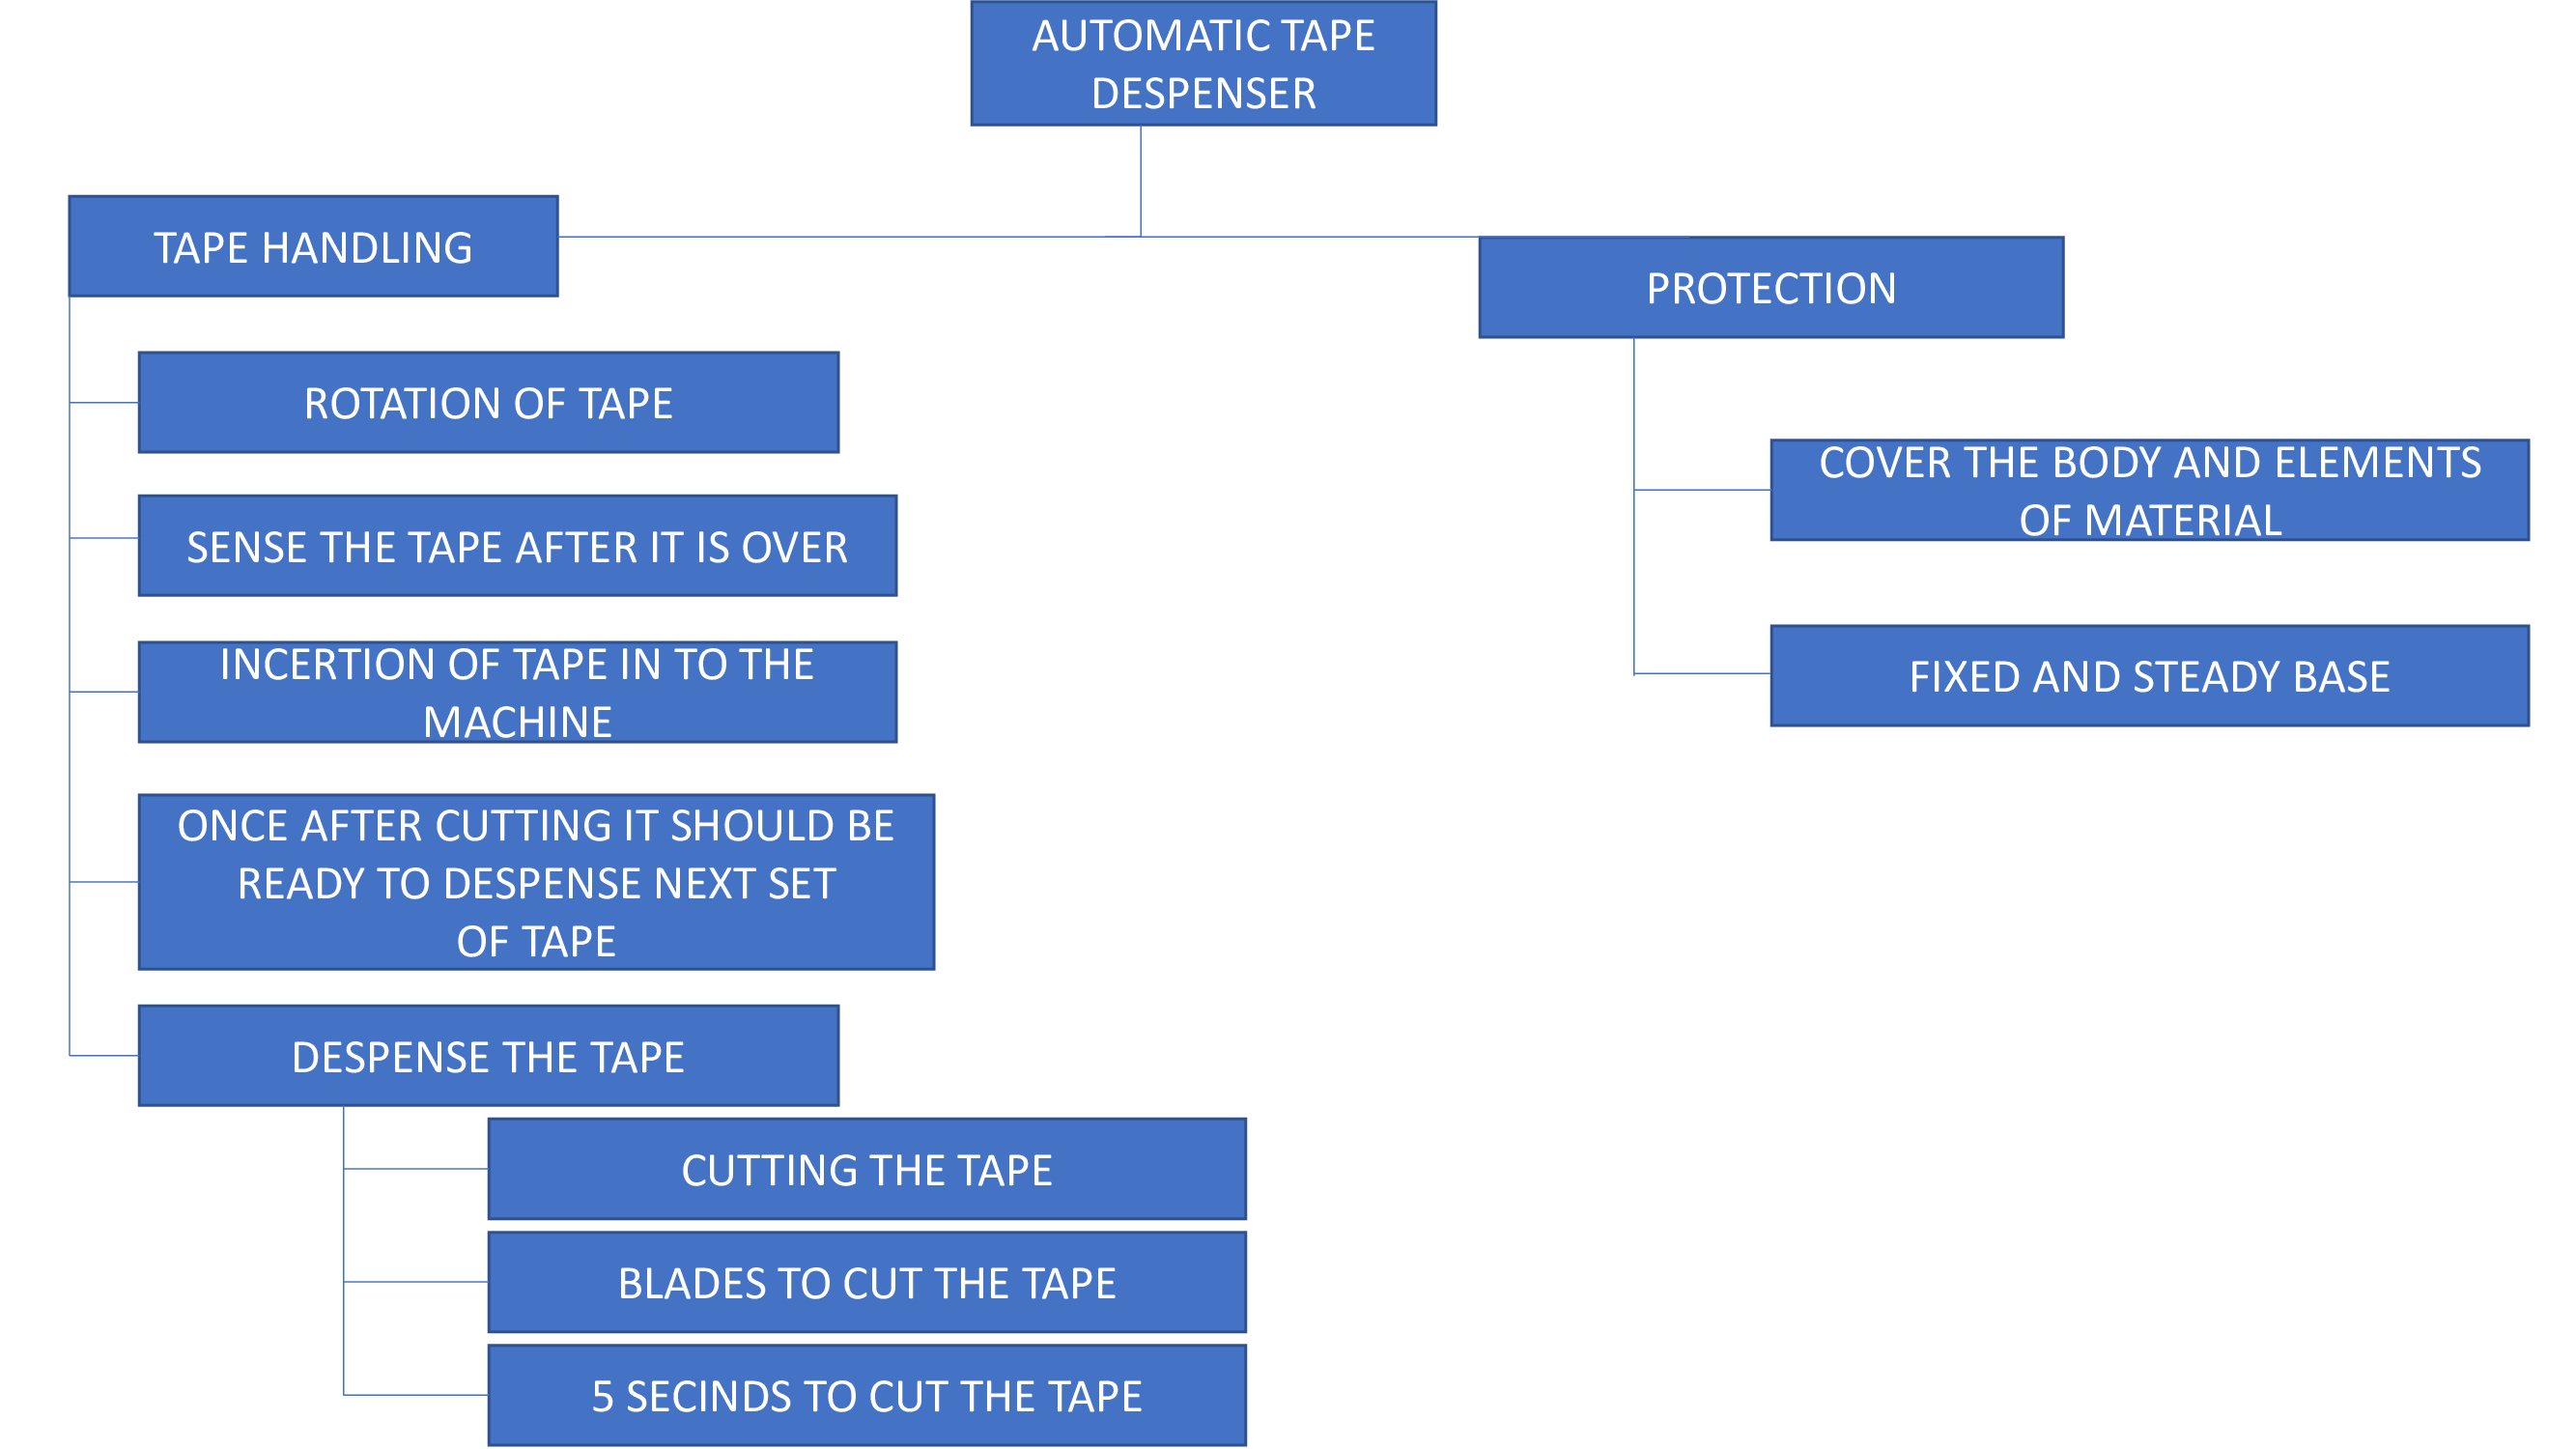 AUTOMATIC TAPE
DESPENSER
TAPE HANDLING
PROTECTION
ROTATION OF TAPE
SENSE THE TAPE AFTER IT IS OVER
INCERTION OF TAPE IN TO THE
MACHINE
ONCE AFTER CUTTING IT SHOULD BE
READY TO DESPENSE NEXT SET
OF TAPE
DESPENSE THE TAPE
CUTTING THE TAPE
BLADES TO CUT THE TAPE
5 SECINDS TO CUT THE TAPE
COVER THE BODY AND ELEMENTS
OF MATERIAL
FIXED AND STEADY BASE